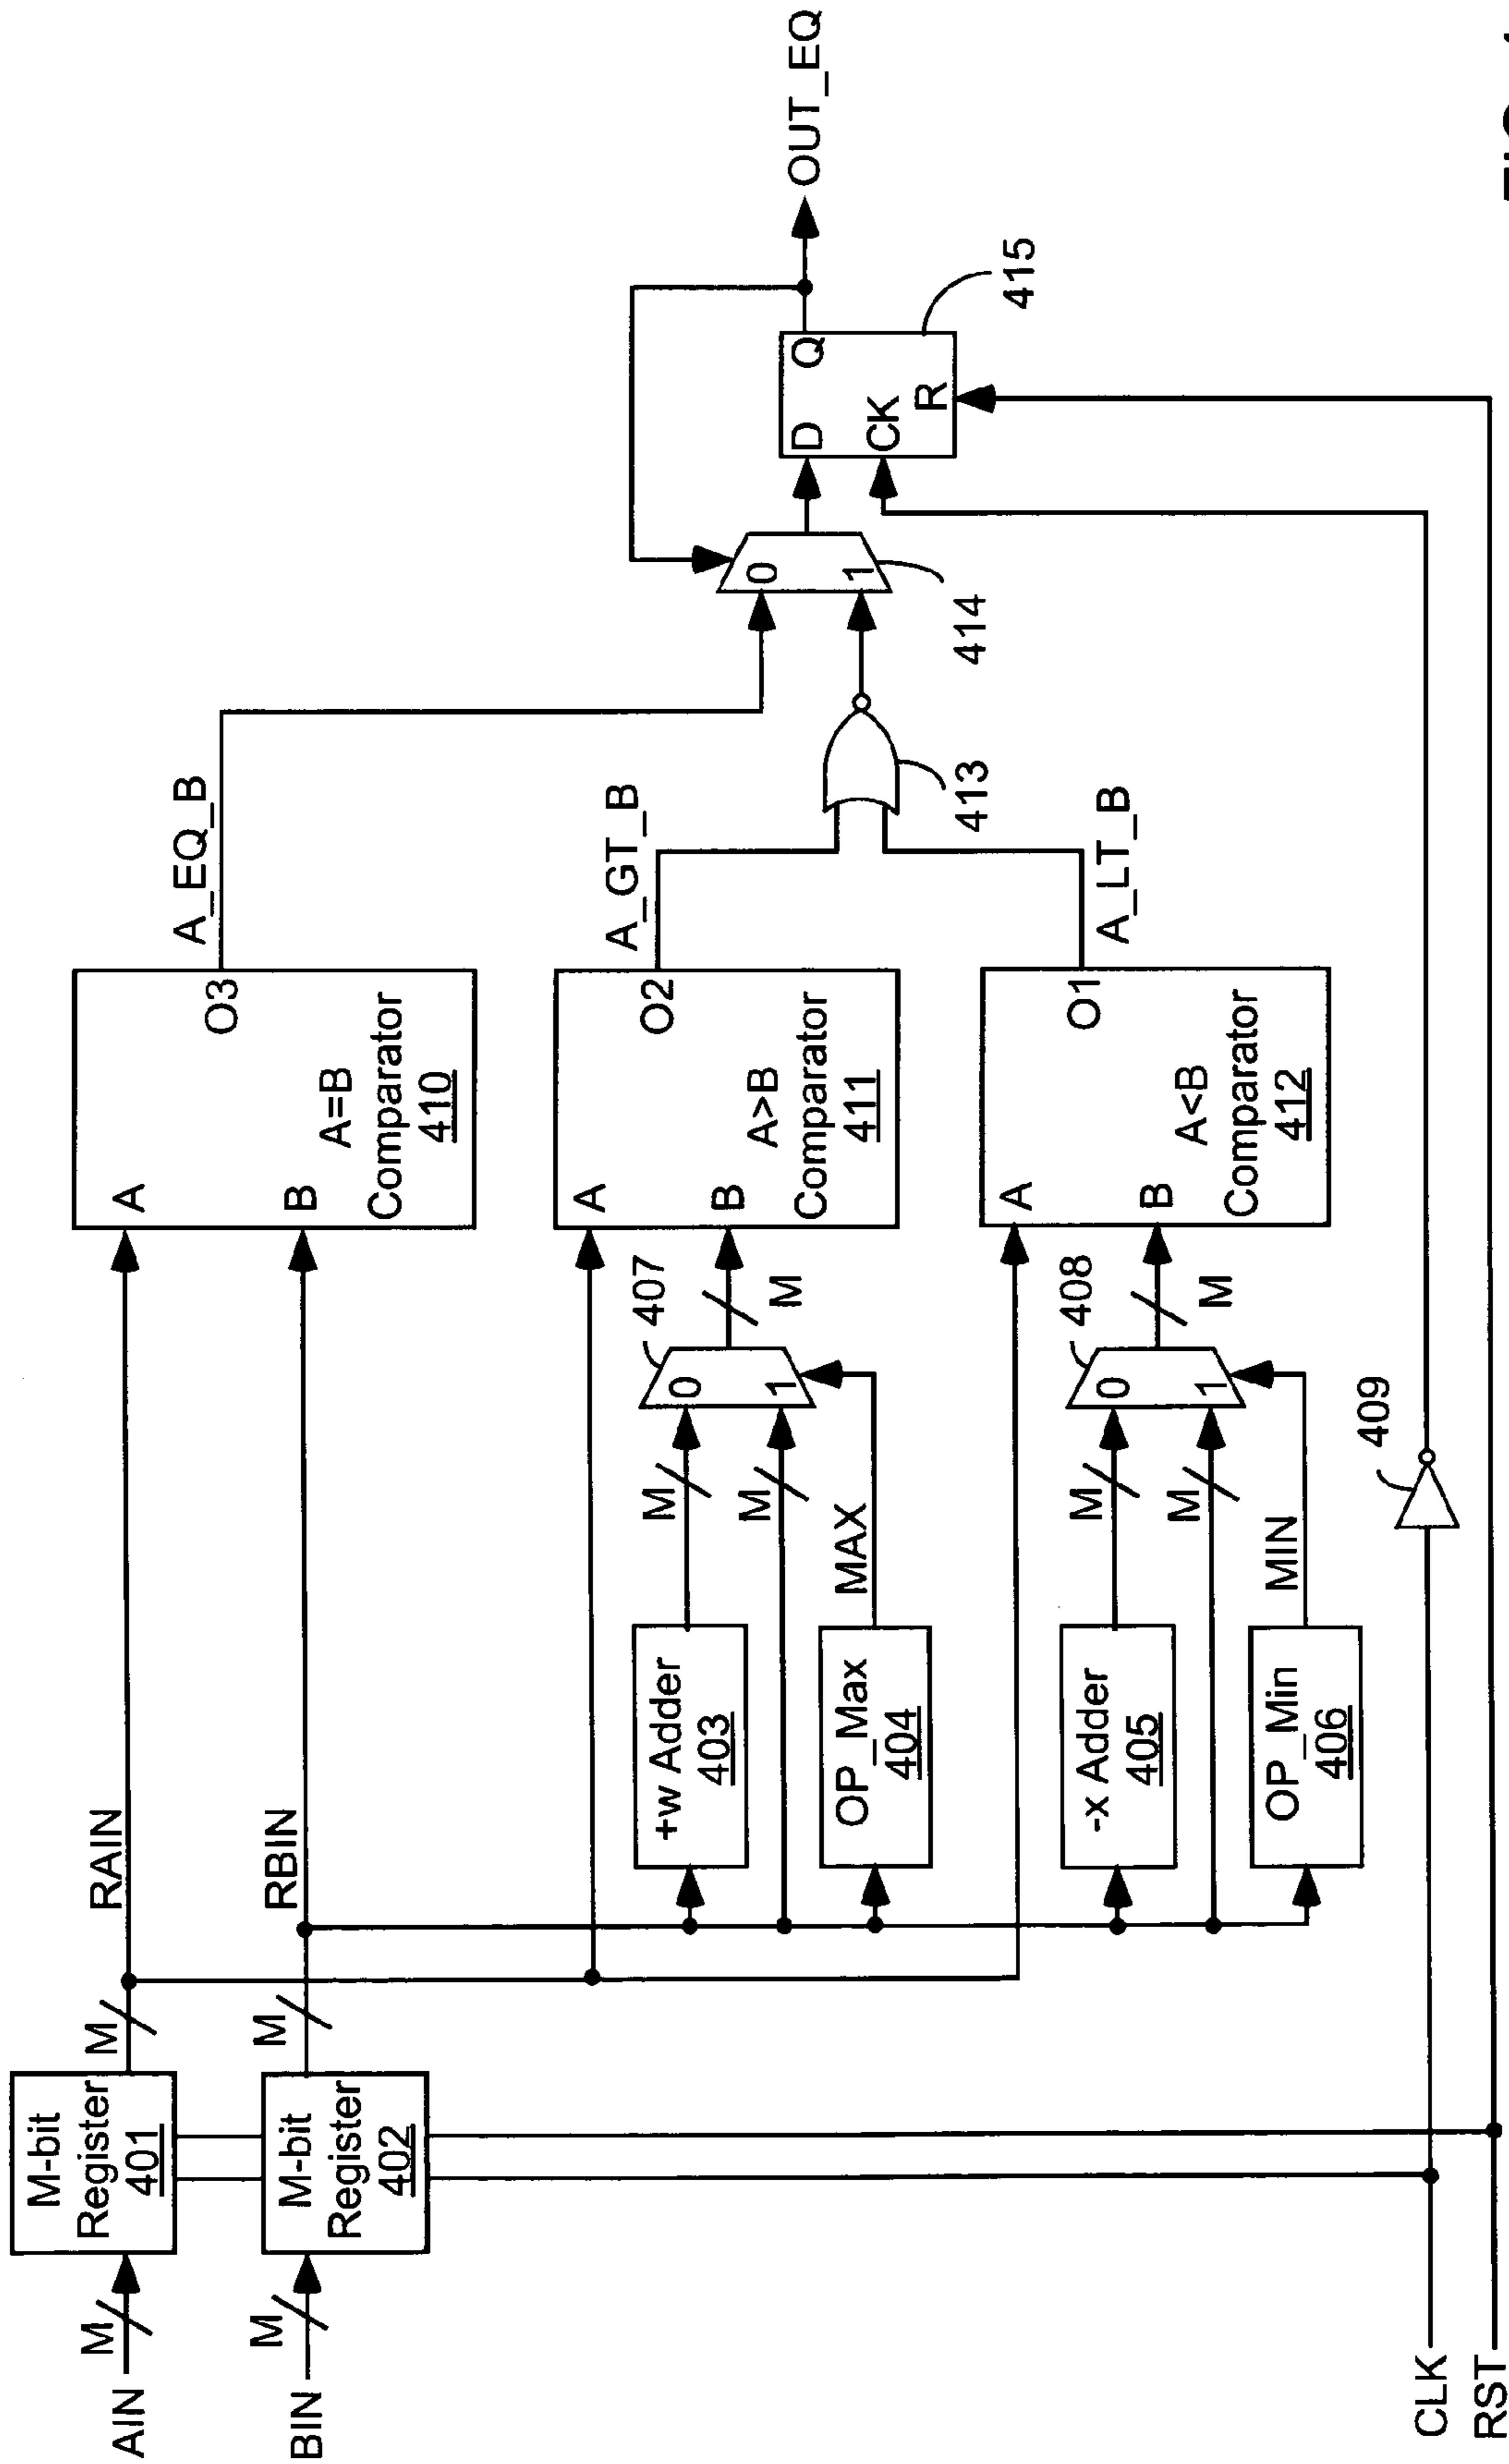 AIN
M
M-bit
Register
401
M
RAIN
BIN
M
M-bit
Register
402
M
RBIN
A
B
O3
A=B
Comparator
410
A_EQ_B
+w Adder
403
M
M
OP_Max
404
MAX
0
1
407
M
A
B
O2
A>B
Comparator
411
A_GT_B
-x Adder
405
M
M
OP_Min
406
MIN
0
1
408
M
A
B
O1
A<B
Comparator
412
A_LT_B
413
0
1
414
D
Q
CK
R
415
OUT_EQ
409
CLK
RST